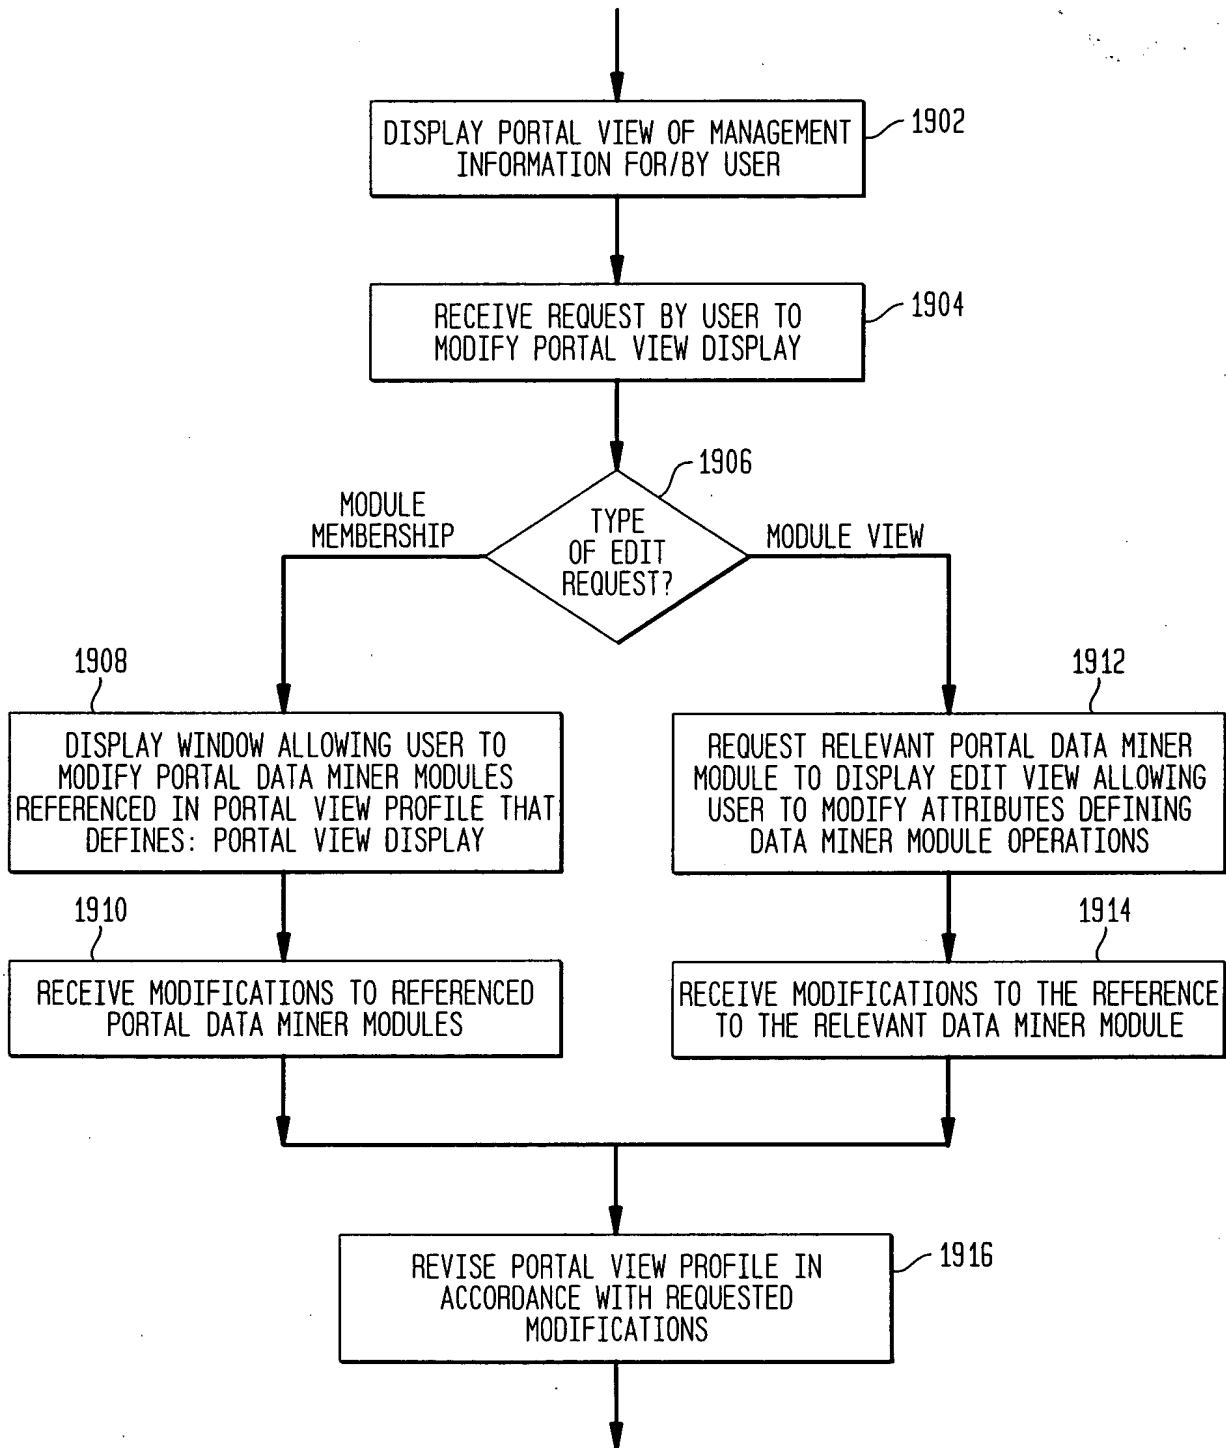 DISPLAY PORTAL VIEW OF MANAGEMENT
INFORMATION FOR/BY USER
1902
RECEIVE REQUEST BY USER TO
MODIFY PORTAL VIEW DISPLAY
1904
1906
TYPE
OF EDIT
REQUEST?
MODULE
MEMBERSHIP
MODULE VIEW
1908
DISPLAY WINDOW ALLOWING USER TO
MODIFY PORTAL DATA MINER MODULES
REFERENCED IN PORTAL VIEW PROFILE THAT
DEFINES: PORTAL VIEW DISPLAY
1912
REQUEST RELEVANT PORTAL DATA MINER
MODULE TO DISPLAY EDIT VIEW ALLOWING
USER TO MODIFY ATTRIBUTES DEFINING
DATA MINER MODULE OPERATIONS
1910
RECEIVE MODIFICATIONS TO REFERENCED
PORTAL DATA MINER MODULES
1914
RECEIVE MODIFICATIONS TO THE REFERENCE
TO THE RELEVANT DATA MINER MODULE
REVISE PORTAL VIEW PROFILE IN
ACCORDANCE WITH REQUESTED
MODIFICATIONS
1916